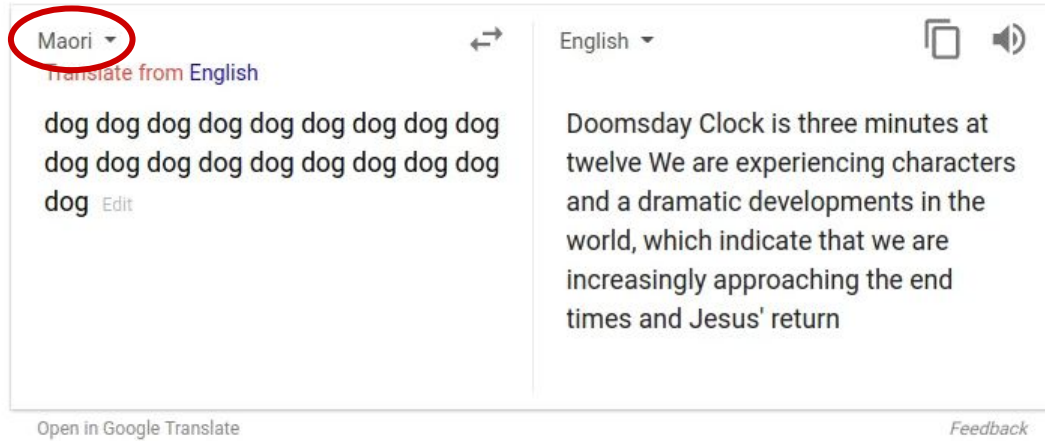 Maori
Translate from English
dog dog dog dog dog dog dog dog dog
dog dog dog dog dog dog dog dog dog
dog Edit
English
Doomsday Clock is three minutes at
twelve We are experiencing characters
and a dramatic developments in the
world, which indicate that we are
increasingly approaching the end
times and Jesus' return
Open in Google Translate
Feedback